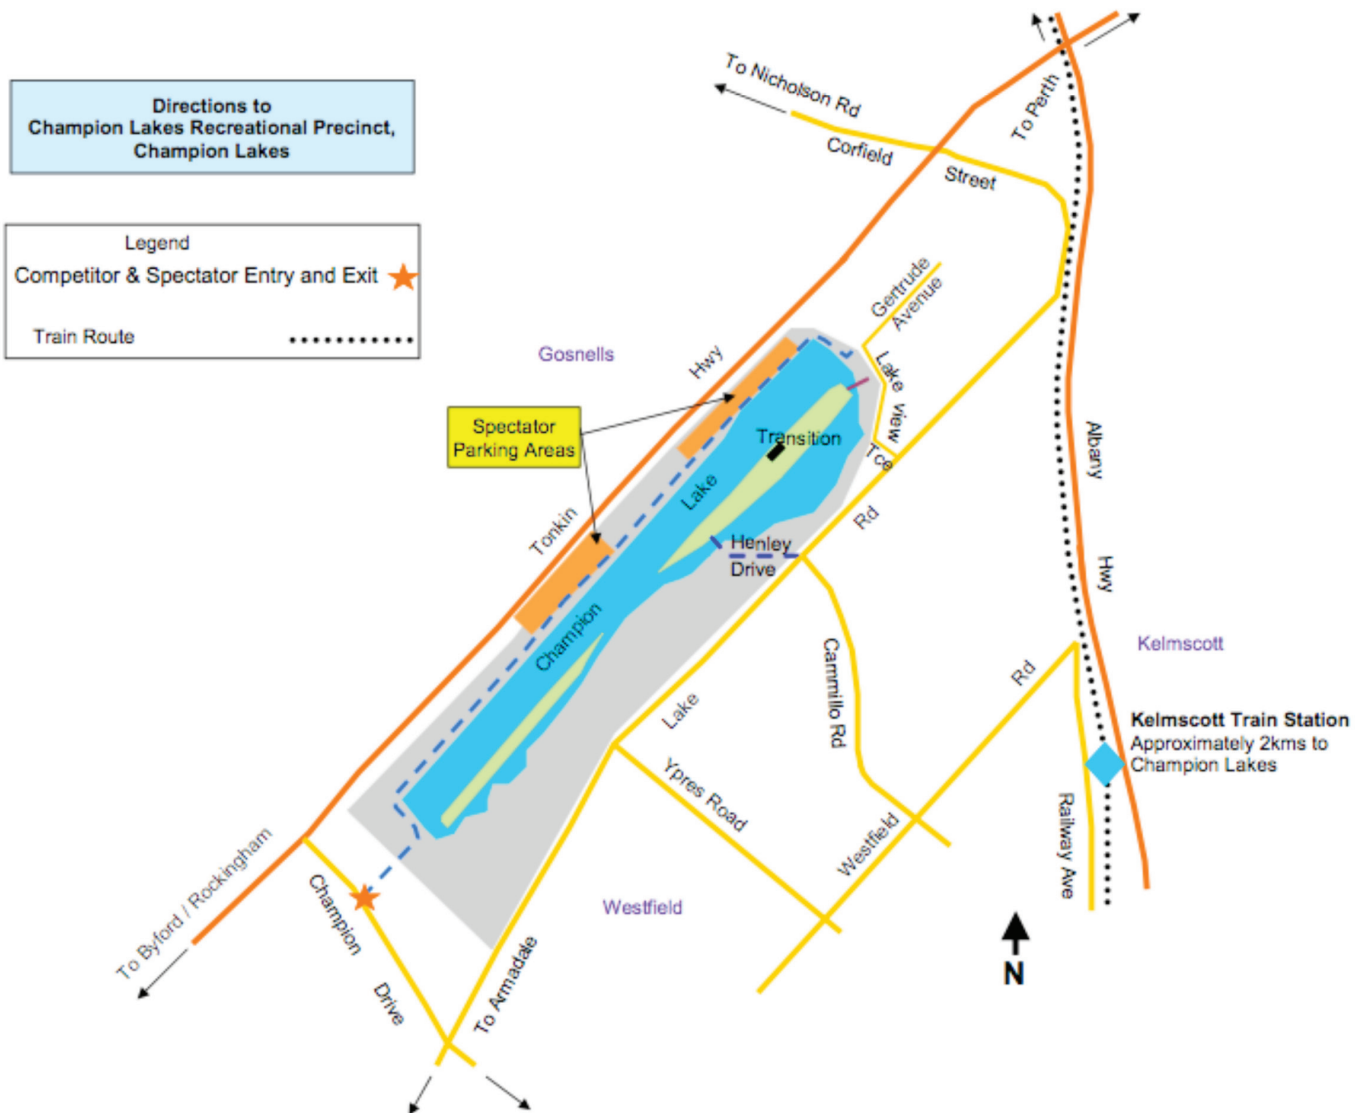 Directions to
Champion Lakes Recreational Precinct,
Champion Lakes
Legend
Competitor & Spectator Entry and Exit
Train Route
To Nicholson Rd
Corfield
Street
To Perth
Gertrude
Avenue
Gosnells
Hwy
Lake view
Tce
Spectator
Parking Areas
Transition
Lake
Albany
Rd
Tonkin
Henley
Drive
Hwy
Champion
Cammillo Rd
Rd
Kelmscott
Lake
Kelmscott Train Station
Approximately 2kms to
Champion Lakes
Ypres Road
Westfield
Railway Ave
To Byford / Rockingham
Champion
Drive
Westfield
To Armadale
N